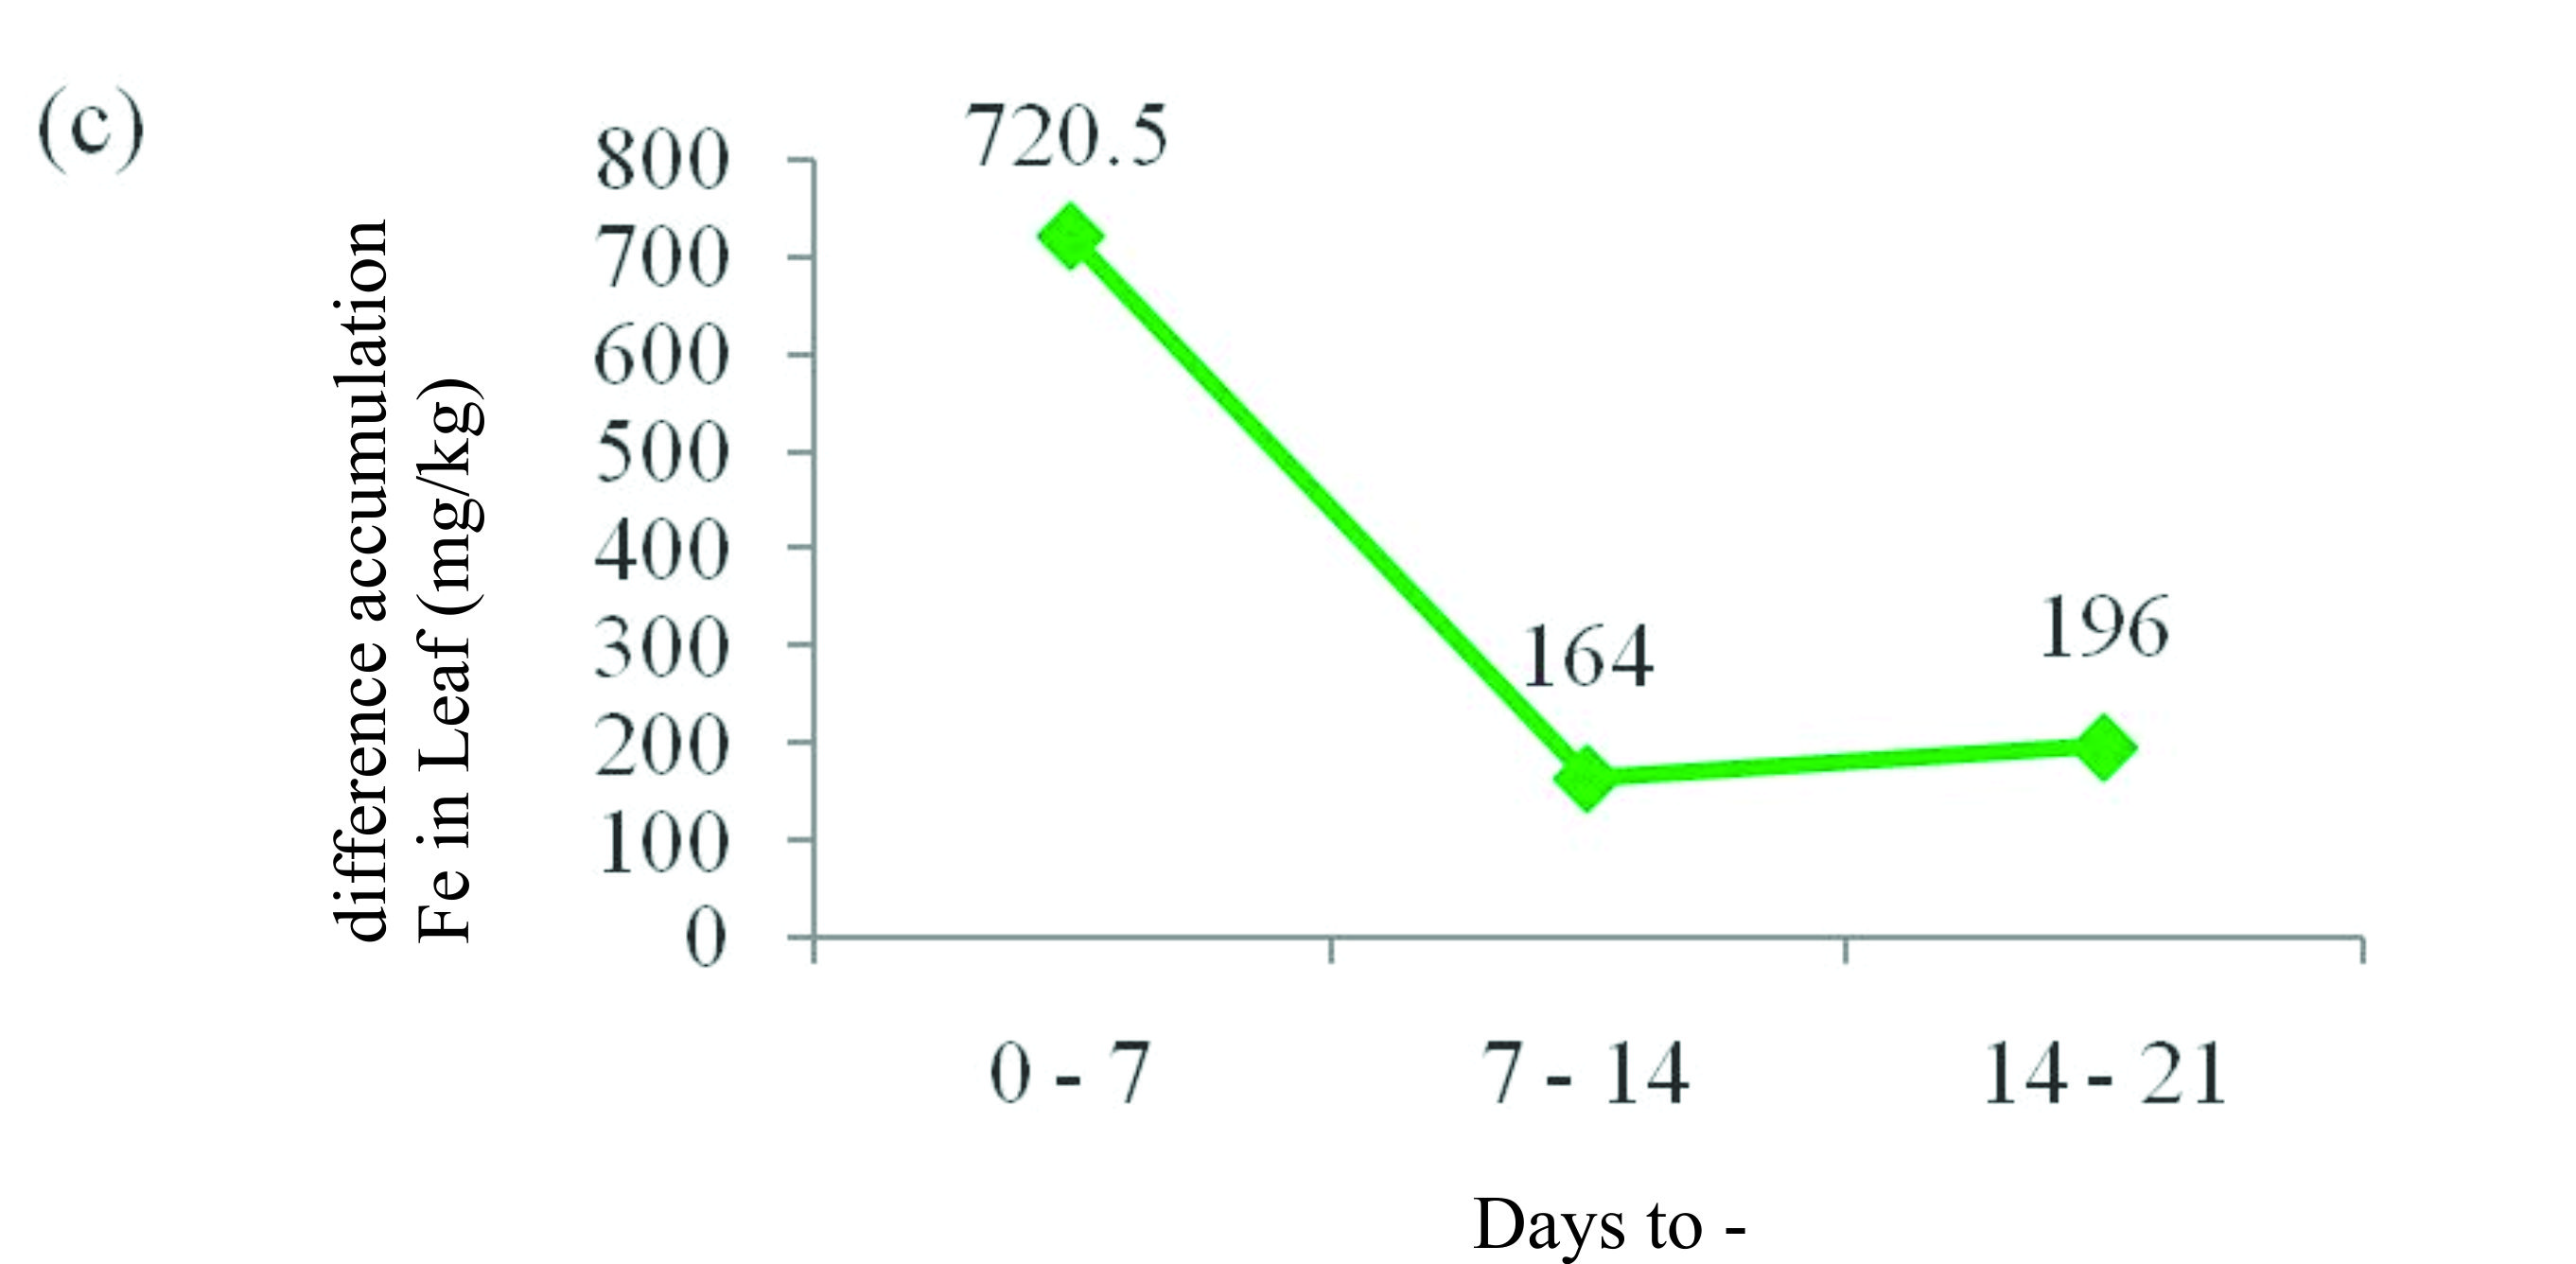 (c)
720.5
800
700
600
500
400
300
200
100
0
difference accumulation
Fe in Leaf (mg/kg)
164
196
0 - 7
7 - 14
14 - 21
Days to -